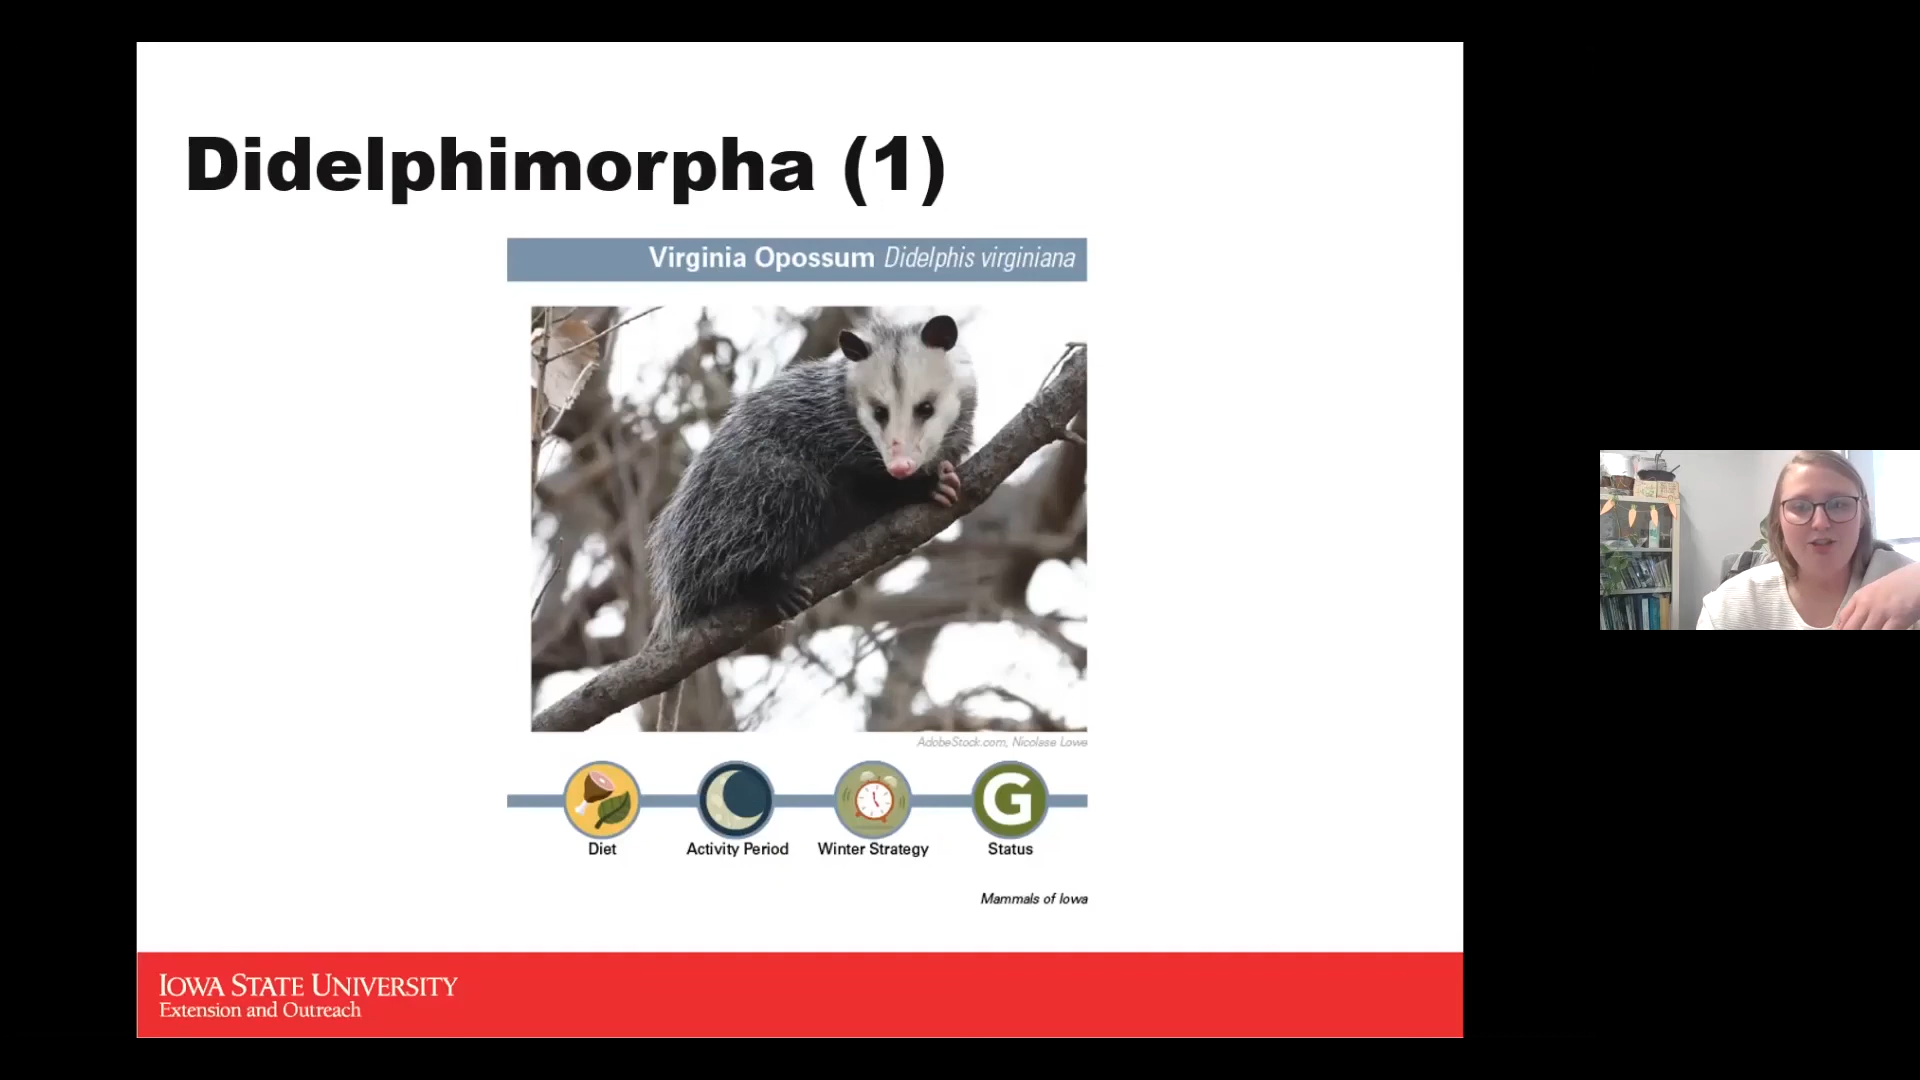 Didelphimorpha (1)
Virginia Opossum Didelphis virginiana
AdobeStock.com, Nicolase Lowe
Diet
Activity Period
Winter Strategy
G
Status
Mammals of Iowa
IOWA STATE UNIVERSITY
Extension and Outreach